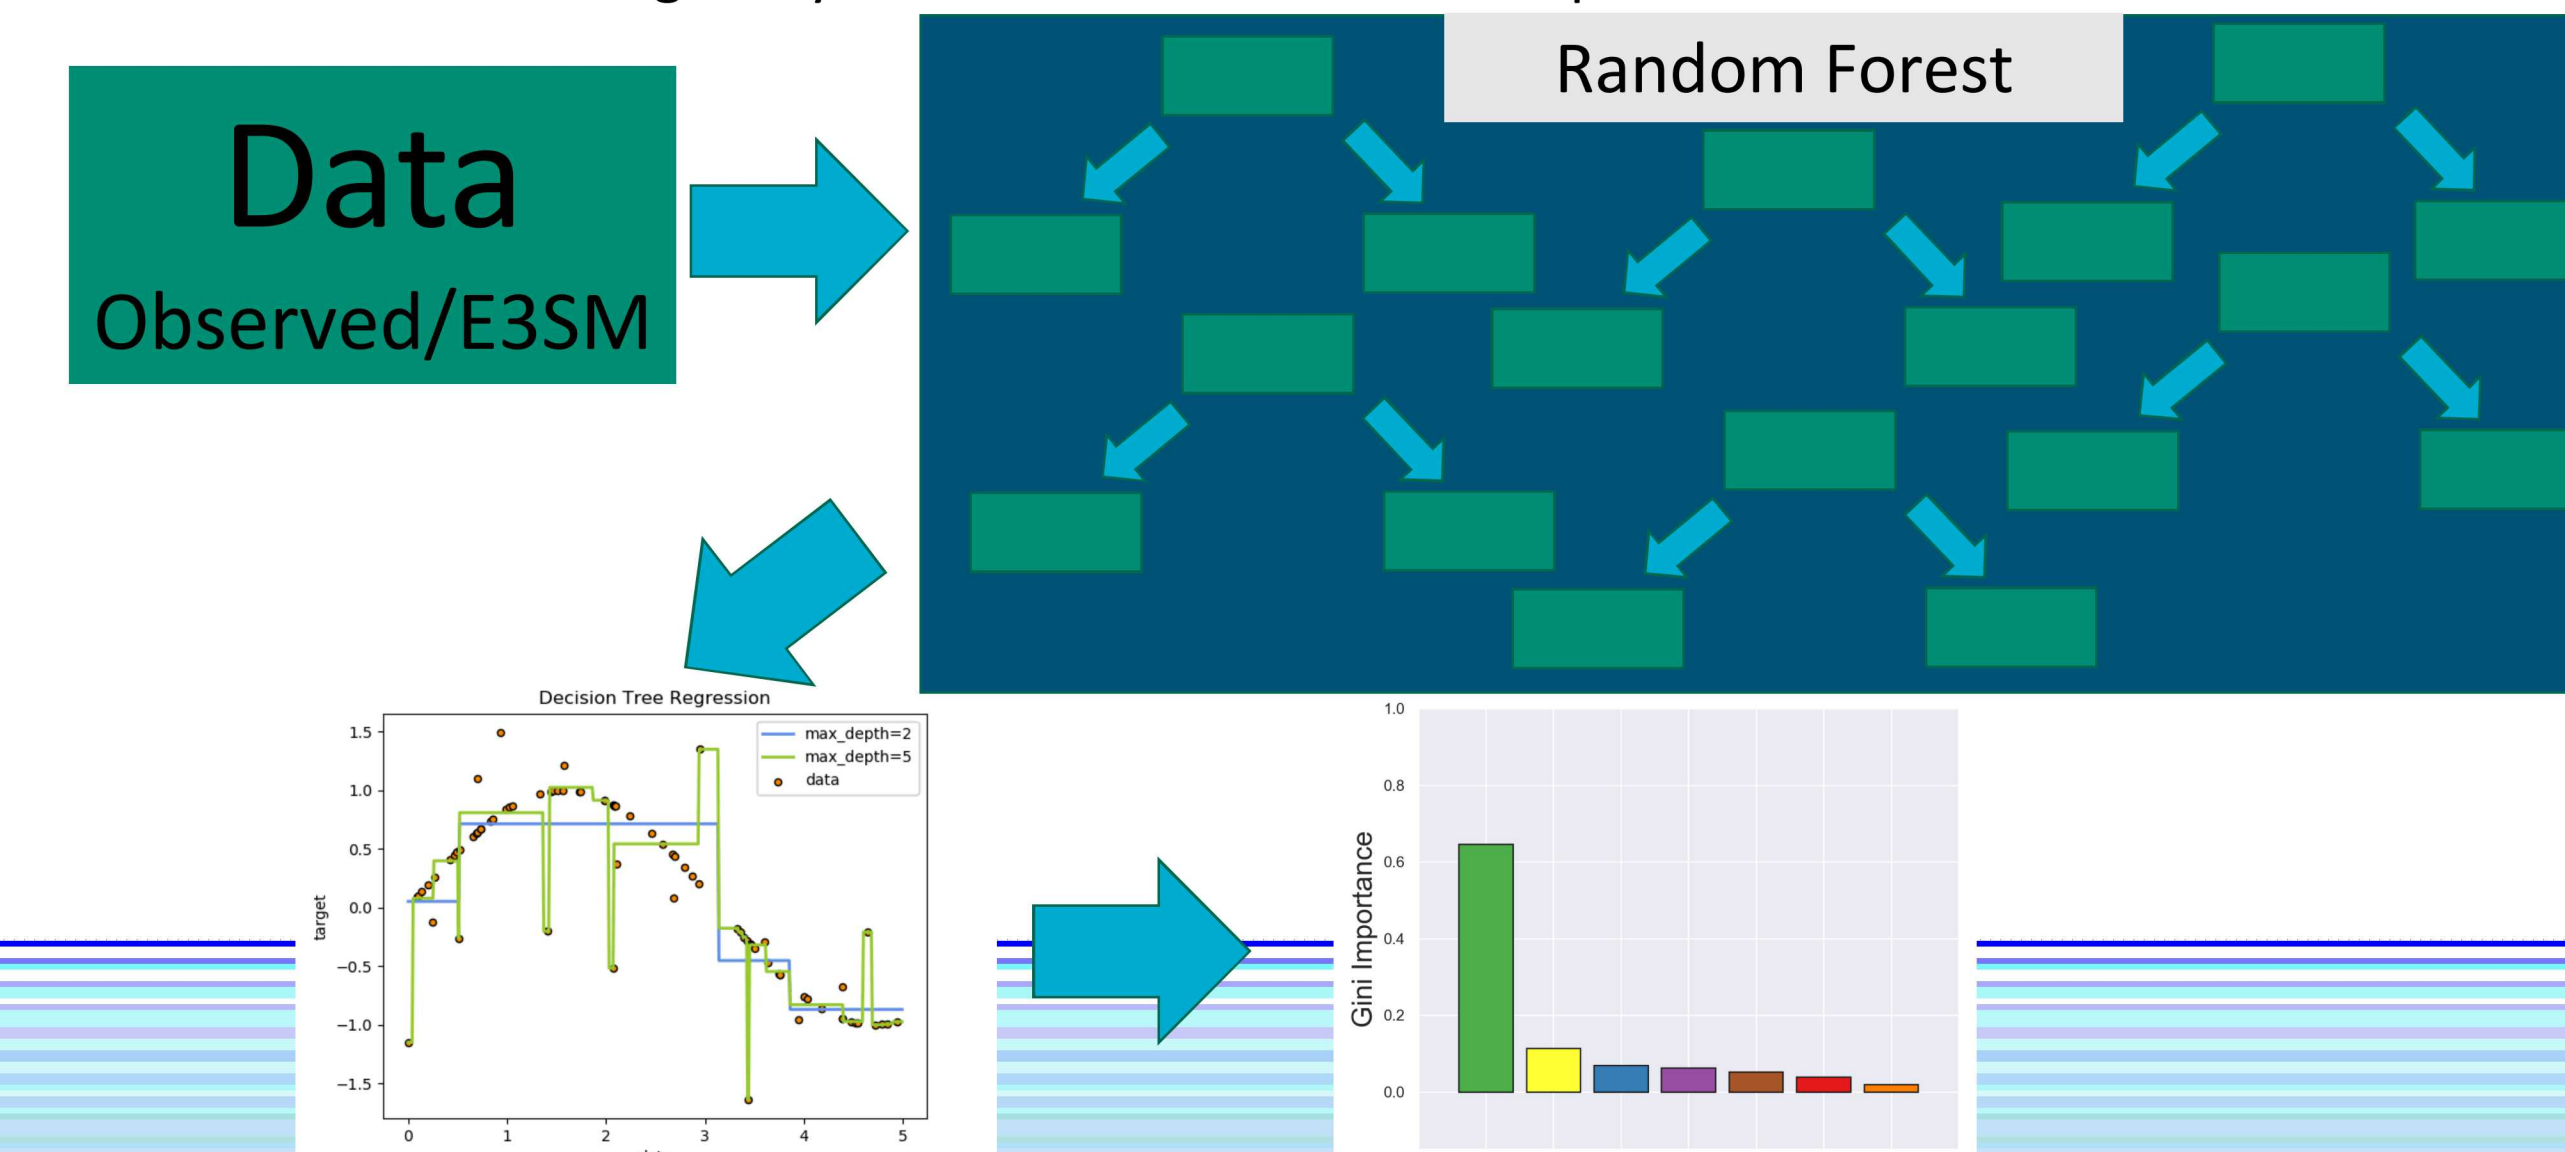 Random Forest
Data
Observed/E3SM
Decision Tree Regression
max_depth=2
max_depth=5
data
target
1.5
1.0
0.5
0.0
−0.5
−1.0
−1.5
0 1 2 3 4 5
Gini Importance
1.0
0.8
0.6
0.4
0.2
0.0